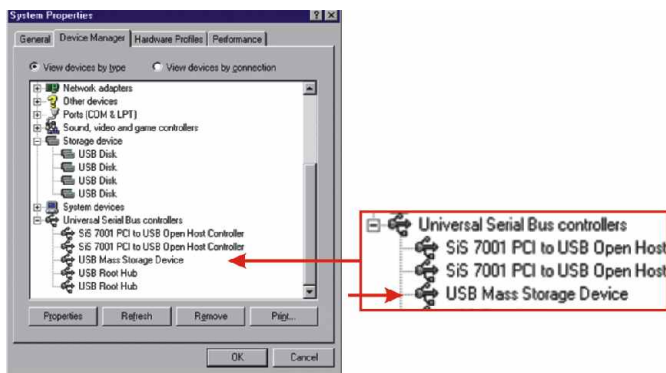 System Properties
General Device Manager Hardware Profiles Performance
View devices by type View devices by connection
Network adapters
Other devices
Ports (COM & LPT)
Sound, video and game controllers
Storage device
USB Disk
USB Disk
USB Disk
USB Disk
System devices
Universal Serial Bus controllers
SiS 7001 PCI to USB Open Host Controller
SiS 7001 PCI to USB Open Host Controller
USB Mass Storage Device
USB Root Hub
USB Root Hub
Properties Refresh Remove Print...
OK Cancel
Universal Serial Bus controllers
SiS 7001 PCI to USB Open Host
SiS 7001 PCI to USB Open Host
USB Mass Storage Device